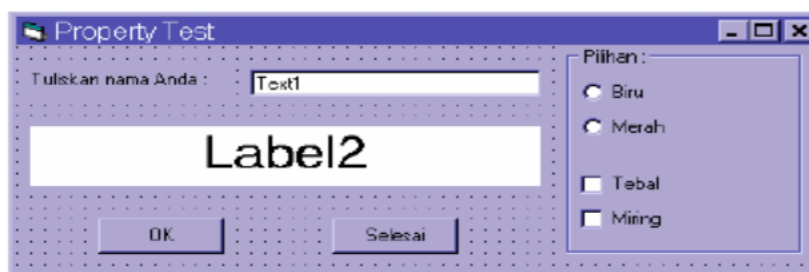 Property Test
Tuliskan nama Anda :
Text1
Label2
OK
Selesai
Pilihan :
Biru
Merah
Tebal
Miring